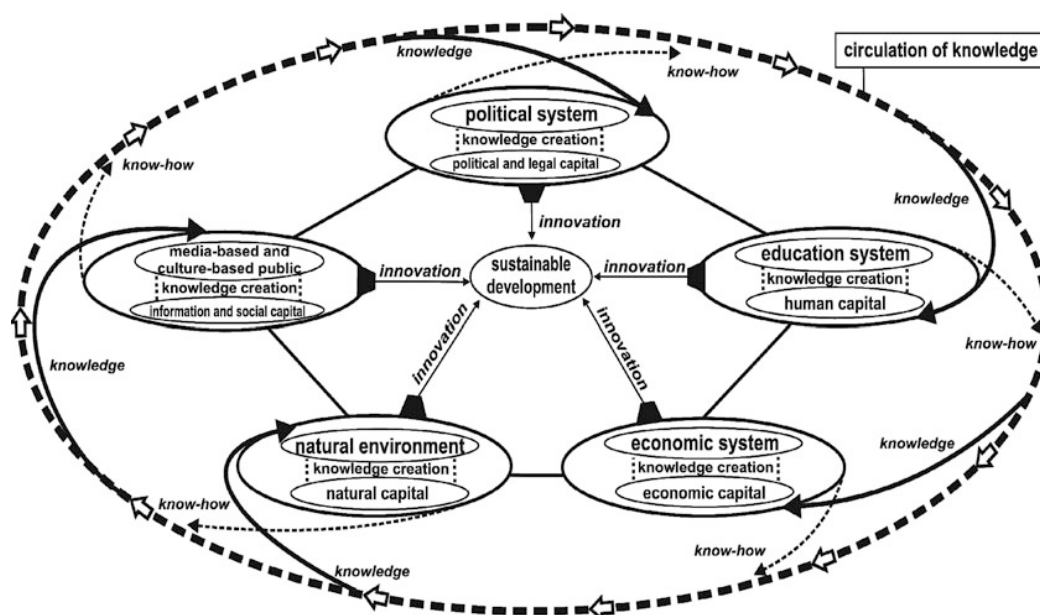 knowledge
know-how
circulation of knowledge
political system
knowledge creation
political and legal capital
know-how
innovation
knowledge
media-based and
culture-based public
knowledge creation
information and social capital
innovation
sustainable
development
innovation
education system
knowledge creation
human capital
know-how
knowledge
innovation
innovation
natural environment
knowledge creation
natural capital
economic system
knowledge creation
economic capital
knowledge
know-how
know-how
knowledge